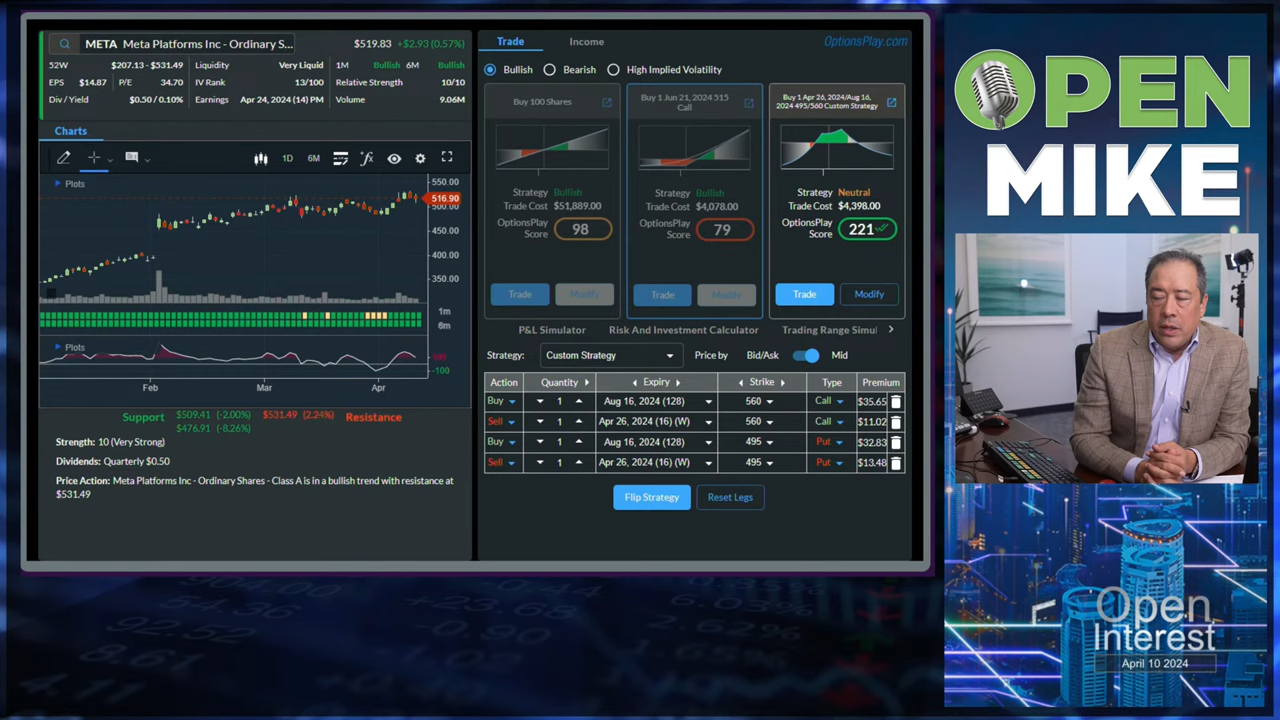 META Meta Platforms Inc - Ordinary S...
$519.83 +$2.93 (0.57%)
52W $207.13 - $531.49 Liquidity Very Liquid 1M Bullish 6M Bullish
EPS $14.87 P/E 34.70 IV Rank 13/100 Relative Strength 10/10
Div / Yield $0.50 / 0.10% Earnings Apr 24, 2024 (14) PM Volume 9.06M
Charts
1D 6M
Plots
550.00
516.90
500.00
450.00
400.00
350.00
1m
6m
Plots
-100
Feb Mar Apr
Support $509.41 (-2.00%) $531.49 (2.24%) Resistance
$476.91 (-8.26%)
Strength: 10 (Very Strong)
Dividends: Quarterly $0.50
Price Action: Meta Platforms Inc - Ordinary Shares - Class A is in a bullish trend with resistance at
$531.49
Trade Income OptionsPlay.com
Bullish Bearish High Implied Volatility
Buy 100 Shares
Strategy Bullish
Trade Cost $51,889.00
OptionsPlay
Score 98
Trade Modify
Buy 1 Jun 21, 2024 515
Call
Strategy Bullish
Trade Cost $4,078.00
OptionsPlay
Score 79
Trade Modify
Buy 1 Apr 26, 2024/Aug 16,
2024 495/560 Custom Strategy
Strategy Neutral
Trade Cost $4,398.00
OptionsPlay
Score 221
Trade Modify
P&L Simulator Risk And Investment Calculator Trading Range Simul
Strategy: Custom Strategy Price by Bid/Ask Mid
Action Quantity Expiry Strike Type Premium
Buy 1 Aug 16, 2024 (128) 560 Call $35.65
Sell 1 Apr 26, 2024 (16) (W) 560 Call $11.02
Buy 1 Aug 16, 2024 (128) 495 Put $32.83
Sell 1 Apr 26, 2024 (16) (W) 495 Put $13.48
Flip Strategy Reset Legs
OPEN
MIKE
Open
Interest
April 10 2024